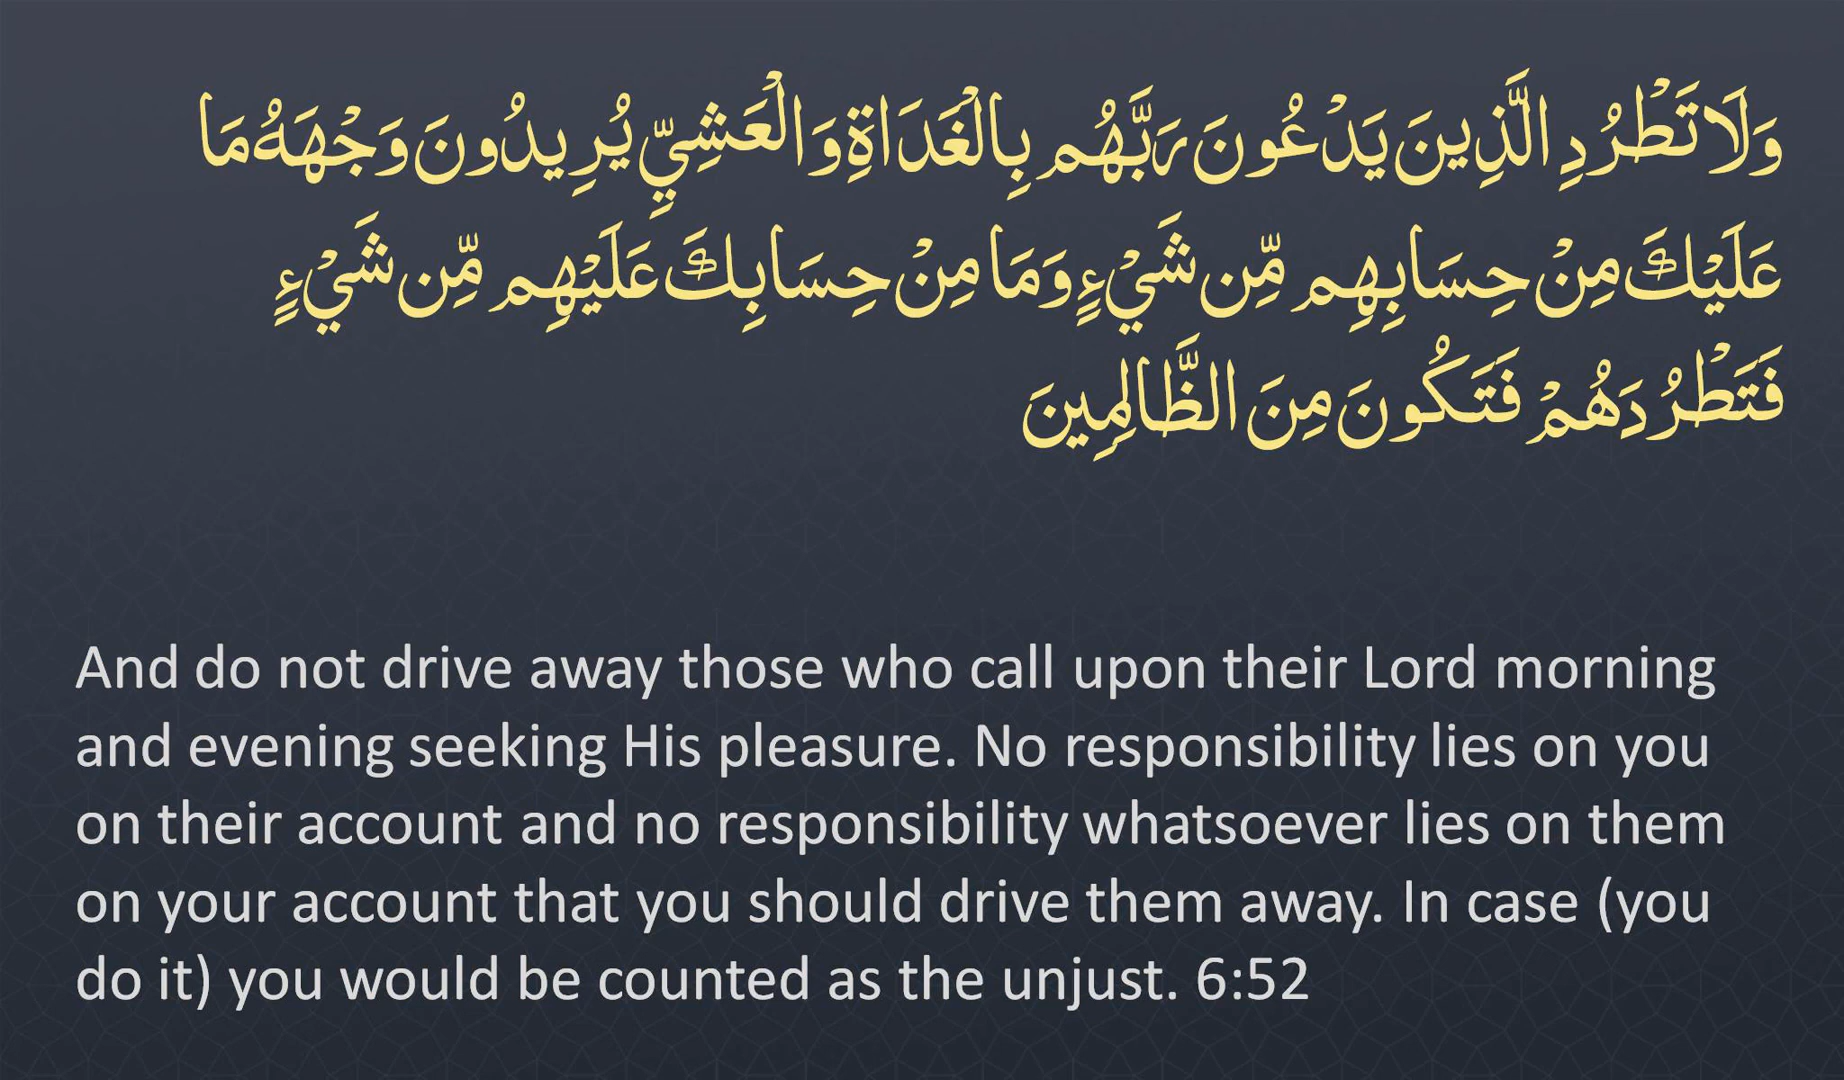 وَلَا تَطْرُدِ الَّذِينَ يَدْعُونَ رَبَّهُم بِالْغَدَاةِ وَالْعَشِيِّ يُرِيدُونَ وَجْهَهُ مَا
عَلَيْكَ مِنْ حِسَابِهِم مِّن شَيْءٍ وَمَا مِنْ حِسَابِكَ عَلَيْهِم مِّن شَيْءٍ
فَتَطْرُدَهُمْ فَتَكُونَ مِنَ الظَّالِمِينَ
And do not drive away those who call upon their Lord morning
and evening seeking His pleasure. No responsibility lies on you
on their account and no responsibility whatsoever lies on them
on your account that you should drive them away. In case (you
do it) you would be counted as the unjust. 6:52